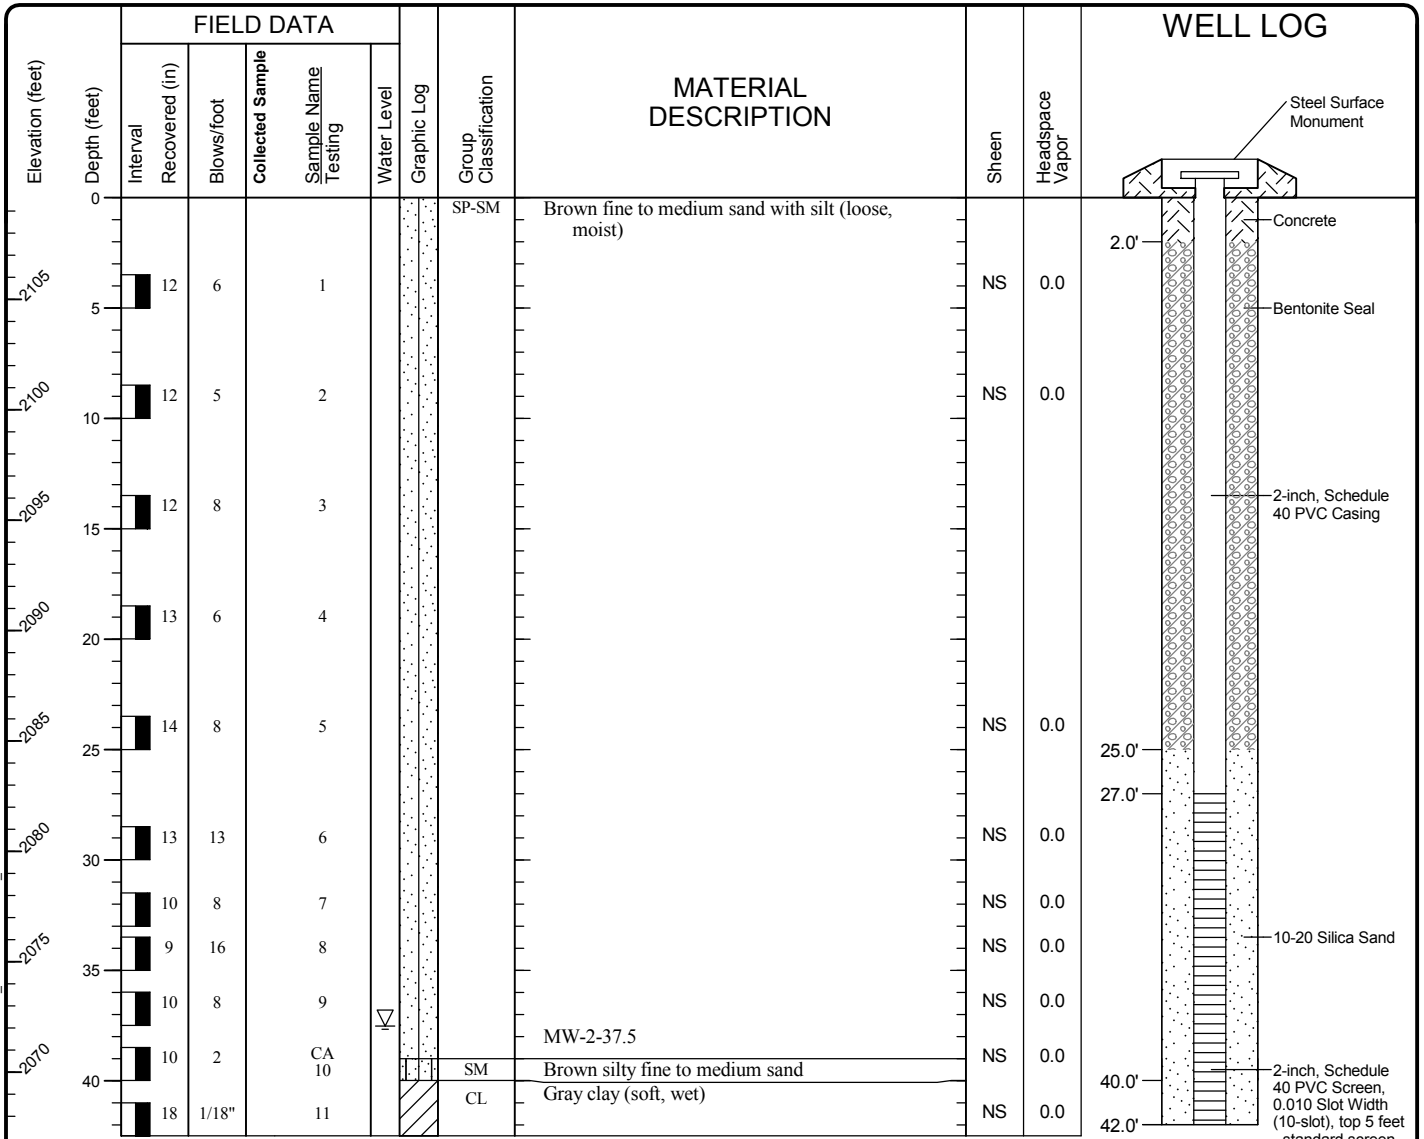 FIELD DATA
WELL LOG
Elevation (feet)
Depth (feet)
Interval
Recovered (in)
Blows/foot
Collected Sample
Sample Name
Testing
Water Level
Graphic Log
Group
Classification
MATERIAL
DESCRIPTION
Sheen
Headspace
Vapor
Steel Surface
Monument
0
SP-SM
Brown fine to medium sand with silt (loose,
moist)
Concrete
2.0'
2105
12
6
1
NS
0.0
5
Bentonite Seal
2100
12
5
2
NS
0.0
10
2095
12
8
3
2-inch, Schedule
40 PVC Casing
15
2090
13
6
4
20
2085
14
8
5
NS
0.0
25
25.0'
27.0'
2080
13
13
6
NS
0.0
30
10
8
7
NS
0.0
2075
9
16
8
NS
0.0
10-20 Silica Sand
35
10
8
9
NS
0.0
MW-2-37.5
2070
10
2
CA
10
NS
0.0
SM
Brown silty fine to medium sand
40
40.0'
CL
Gray clay (soft, wet)
18
1/18"
11
NS
0.0
42.0'
2-inch, Schedule
40 PVC Screen,
0.010 Slot Width
(10-slot), top 5 feet
standard screen